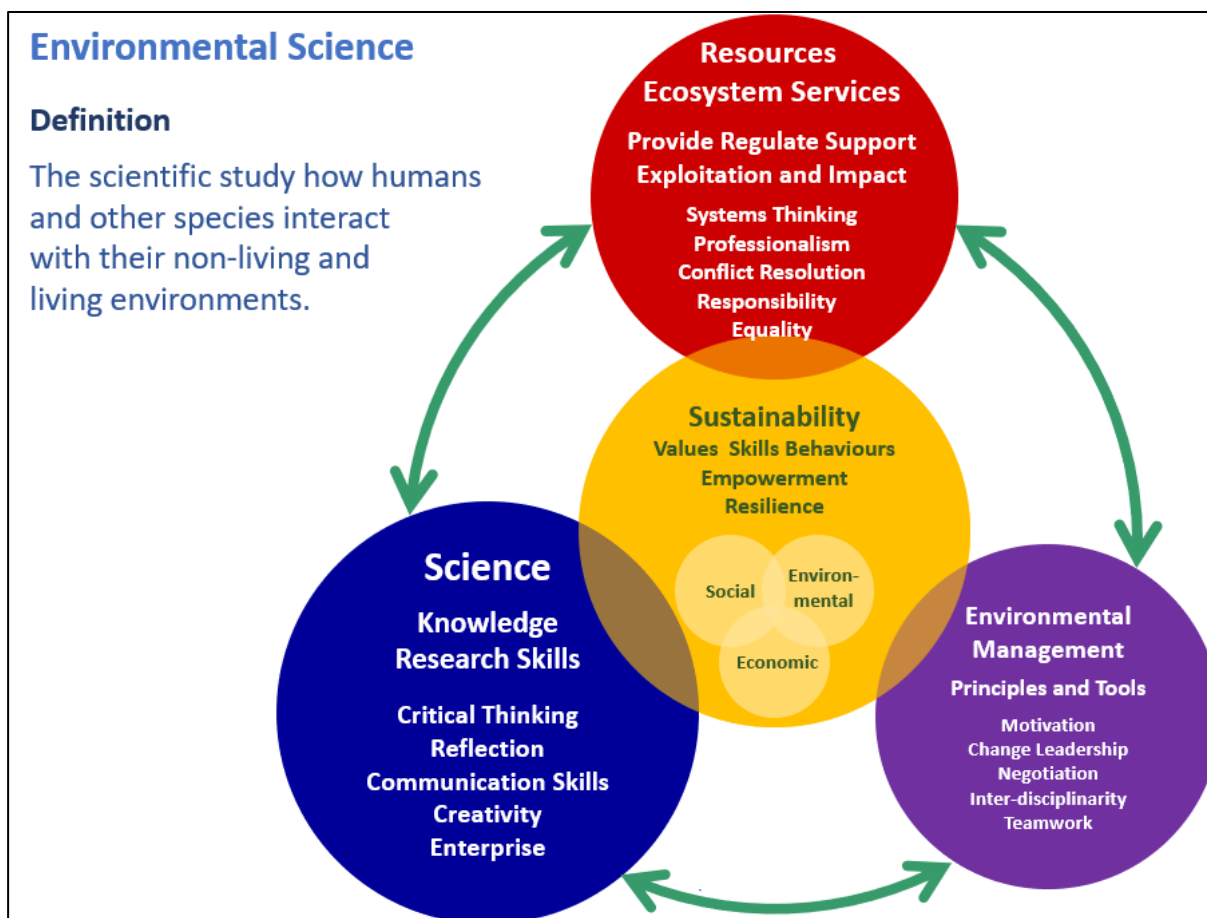 Environmental Science
Definition
The scientific study how humans
and other species interact
with their non-living and
living environments.
Resources
Ecosystem Services
Provide Regulate Support
Exploitation and Impact
Systems Thinking
Professionalism
Conflict Resolution
Responsibility
Equality
Sustainability
Values Skills Behaviours
Empowerment
Resilience
Social
Environ-
mental
Economic
Science
Knowledge
Research Skills
Critical Thinking
Reflection
Communication Skills
Creativity
Enterprise
Environmental
Management
Principles and Tools
Motivation
Change Leadership
Negotiation
Inter-disciplinarity
Teamwork